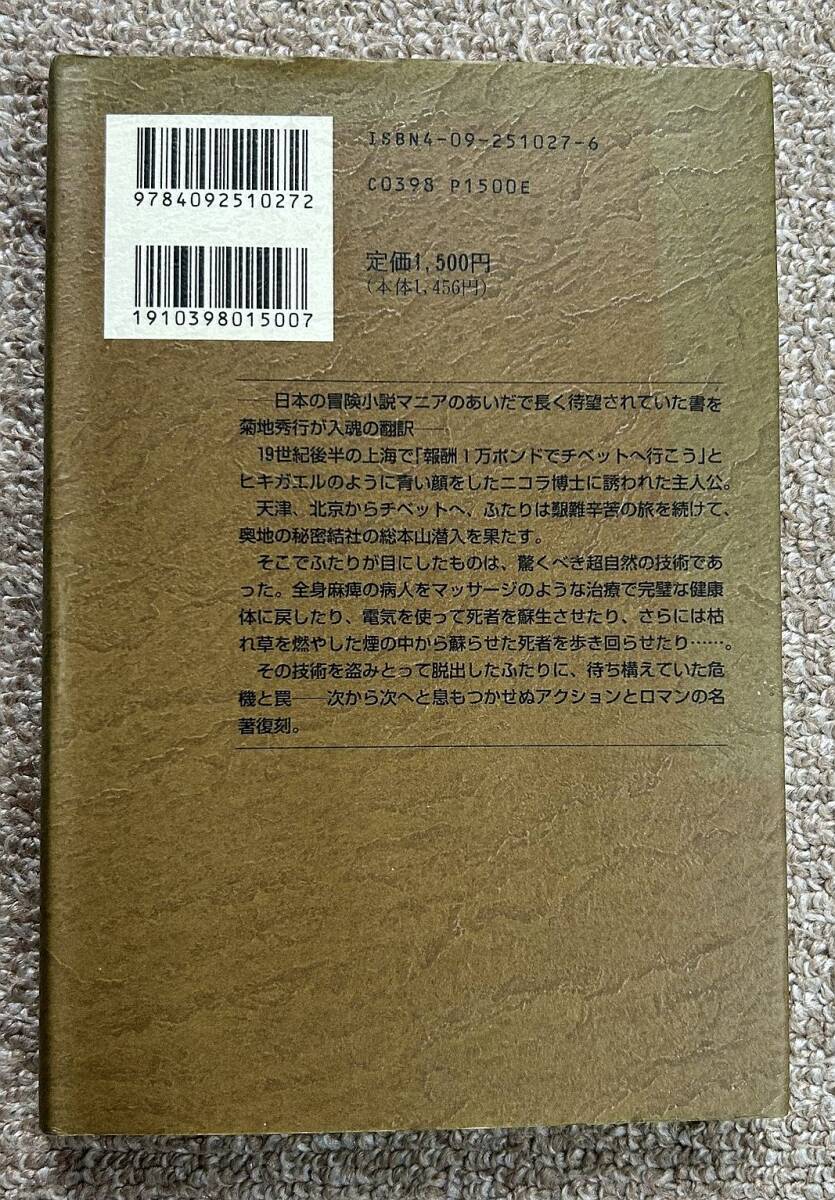 ISBN4-09-251027-6
C0398 P1500E
9784092510272
定価1,500円
(本体1,456円)
1910398015007
――日本の冒険小説マニアのあいだで長く待望されていた書を
菊地秀行が入魂の翻訳――
19世紀後半の上海で「報酬1万ポンドでチベットへ行こう」と
ヒキガエルのように青い顔をしたニコラ博士に誘われた主人公。
天津、北京からチベットへ、ふたりは艱難辛苦の旅を続けて、
奥地の秘密結社の総本山潜入を果たす。
そこでふたりが目にしたものは、驚くべき超自然の技術であ
った。全身麻痺の病人をマッサージのような治療で完璧な健康
体に戻したり、電気を使って死者を蘇生させたり、さらには枯
れ草を燃やした煙の中から蘇らせた死者を歩き回らせたり……。
その技術を盗みとって脱出したふたりに、待ち構えていた危
機と罠――次から次へと息もつかせぬアクションとロマンの名
著復刻。